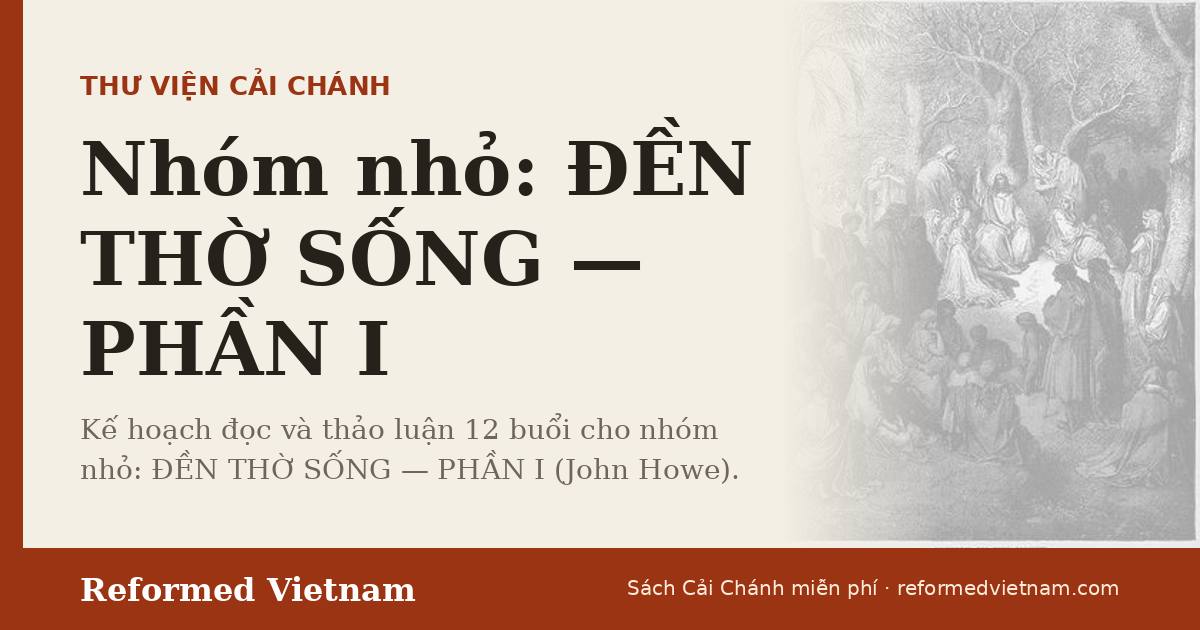 THƯ VIỆN CẢI CHÁNH
Nhóm nhỏ: ĐỀN
THỜ SỐNG —
PHẦN I
Kế hoạch đọc và thảo luận 12 buổi cho nhóm
nhỏ: ĐỀN THỜ SỐNG — PHẦN I (John Howe).
Reformed Vietnam
Sách Cải Chánh miễn phí · reformedvietnam.com